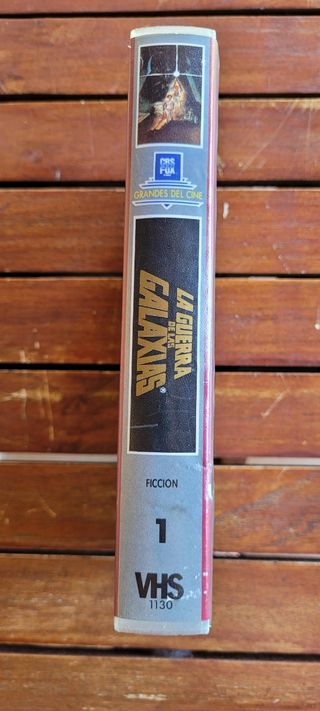 CBS
FOX
GRANDES DEL CINE
LA GUERRA
DE LAS
GALAXIAS®
FICCION
1
VHS
1130